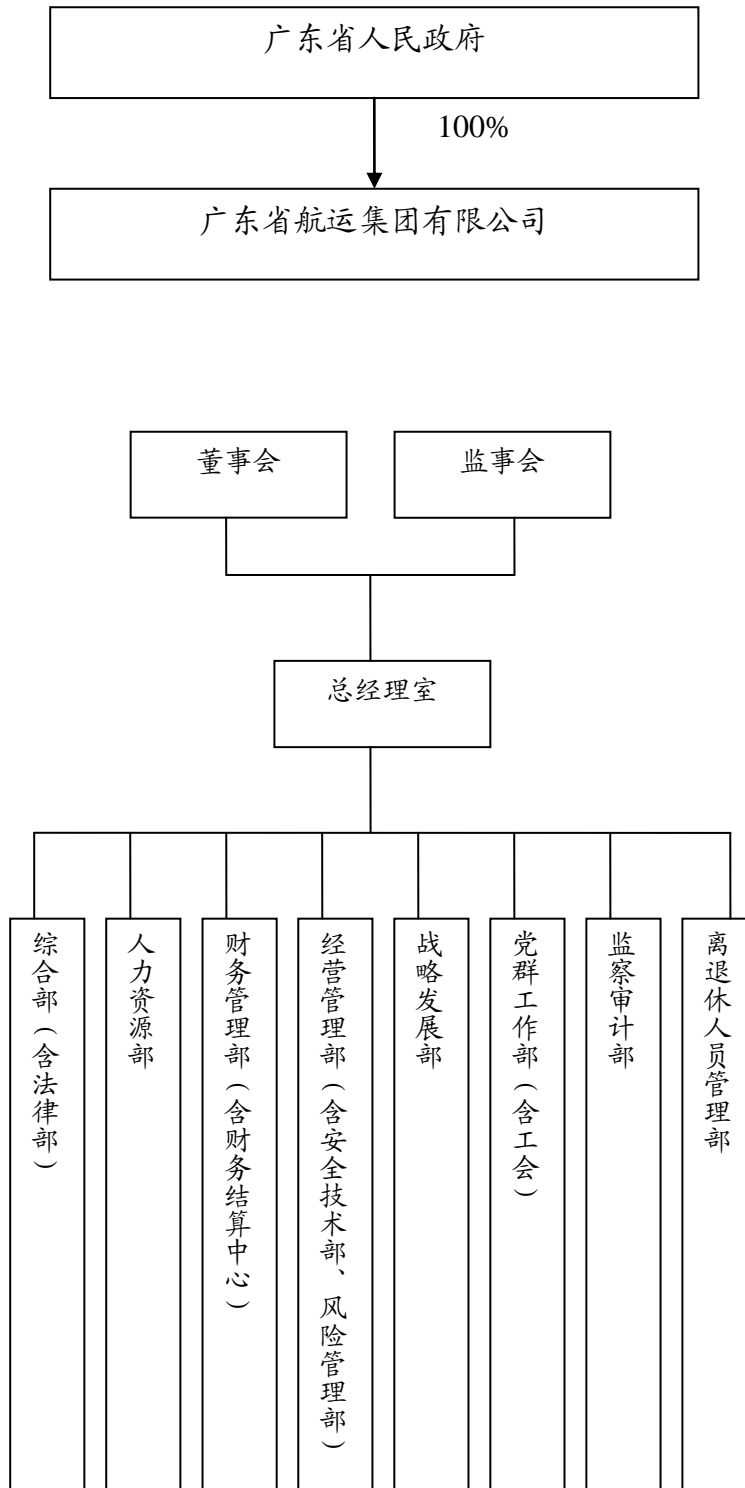 广东省人民政府
100%
广东省航运集团有限公司
董事会
监事会
总经理室
综合部（含法律部）
人力资源部
财务管理部（含财务结算中心）
经营管理部（含安全技术部、风险管理部）
战略发展部
党群工作部（含工会）
监察审计部
离退休人员管理部